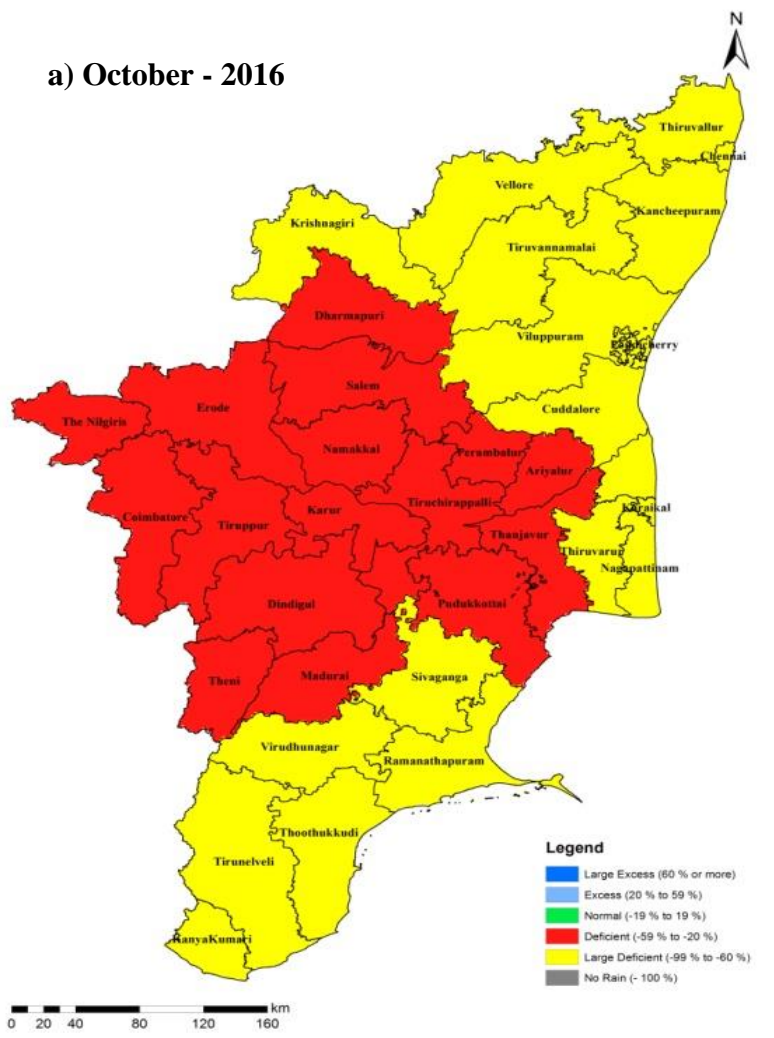 N
a) October - 2016
Thiruvallur
Chennai
Vellore
Kancheepuram
Krishnagiri
Tiruvannamalai
Dharmapuri
Viluppuram
Salem
Cuddalore
Erode
The Nilgiris
Namakkal
Perambalur
Ariyalur
Tiruchirappalli
Karur
Karaikal
Coimbatore
Tiruppur
Thanjavur
Thiruvarur
Nagapattinam
Dindigul
Pudukkottai
Theni
Madurai
Sivaganga
Virudhunagar
Ramanathapuram
Thoothukkudi
Tirunelveli
KanyaKumari
Legend
Large Excess (60 % or more)
Excess (20 % to 59 %)
Normal (-19 % to 19 %)
Deficient (-59 % to -20 %)
Large Deficient (-99 % to -60 %)
No Rain (- 100 %)
km
0 20 40 80 120 160